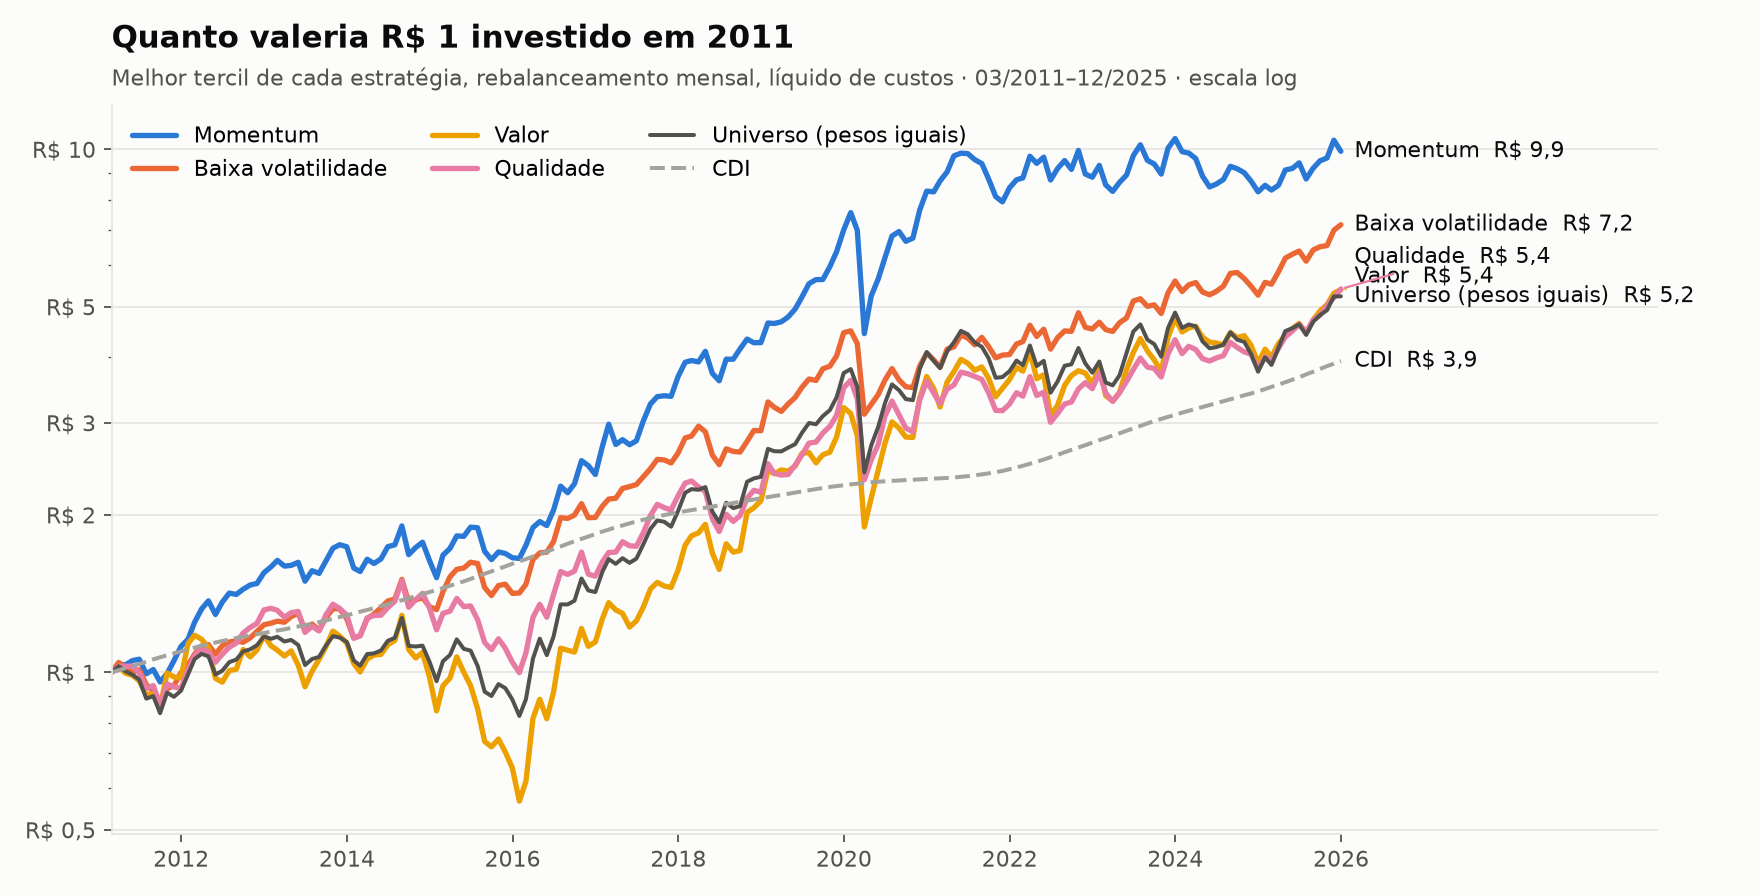 Quanto valeria R$ 1 investido em 2011
Melhor tercil de cada estratégia, rebalanceamento mensal, líquido de custos · 03/2011–12/2025 · escala log
Momentum
Valor
Universo (pesos iguais)
Baixa volatilidade
Qualidade
CDI
R$ 10
R$ 5
R$ 3
R$ 2
R$ 1
R$ 0,5
Momentum  R$ 9,9
Baixa volatilidade  R$ 7,2
Qualidade  R$ 5,4
Valor  R$ 5,4
Universo (pesos iguais)  R$ 5,2
CDI  R$ 3,9
2012
2014
2016
2018
2020
2022
2024
2026